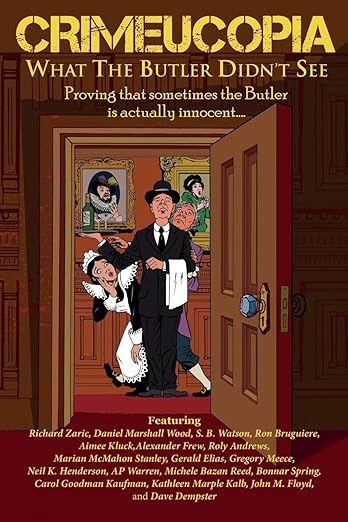 CRIMEUCOPIA
WHAT THE BUTLER DIDN'T SEE
Proving that sometimes the Butler
is actually innocent....
Featuring
Richard Zaric, Daniel Marshall Wood, S. B. Watson, Ron Bruguiere,
Aimee Kluck,Alexander Frew, Roly Andrews,
Marian McMahon Stanley, Gerald Elias, Gregory Meece,
Neil K. Henderson, AP Warren, Michele Bazan Reed, Bonnar Spring,
Carol Goodman Kaufman, Kathleen Marple Kalb, John M. Floyd,
and Dave Dempster